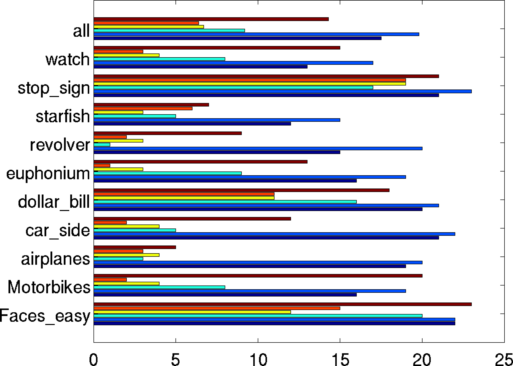 all
watch
stop_sign
starfish
revolver
euphonium
dollar_bill
car_side
airplanes
Motorbikes
Faces_easy
0 5 10 15 20 25